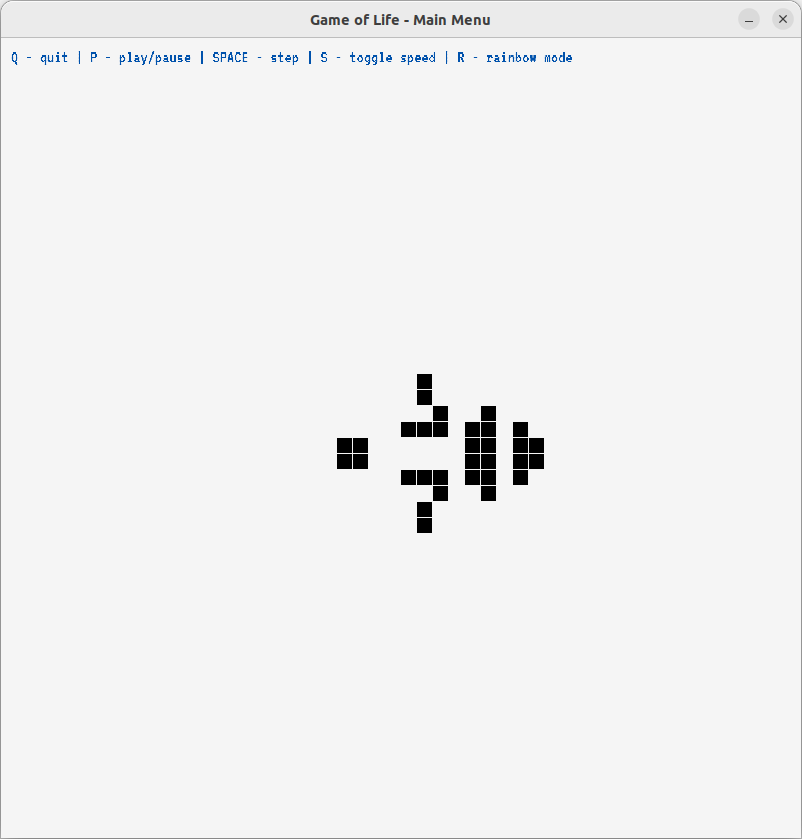 Game of Life - Main Menu
Q - quit | P - play/pause | SPACE - step | S - toggle speed | R - rainbow mode